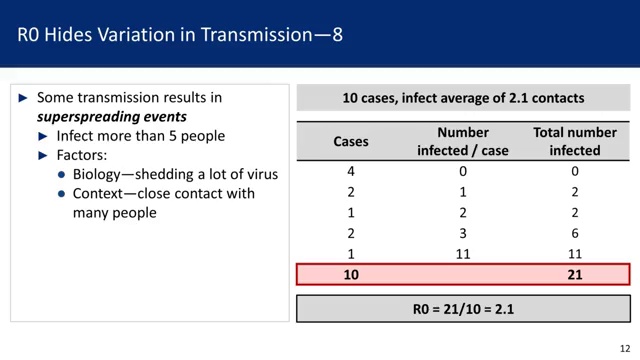 R0 Hides Variation in Transmission—8
► Some transmission results in
superspreading events
► Infect more than 5 people
► Factors:
● Biology—shedding a lot of virus
● Context—close contact with
many people
10 cases, infect average of 2.1 contacts
Cases Number infected / case Total number infected
4 0 0
2 1 2
1 2 2
2 3 6
1 11 11
10 21
R0 = 21/10 = 2.1
12